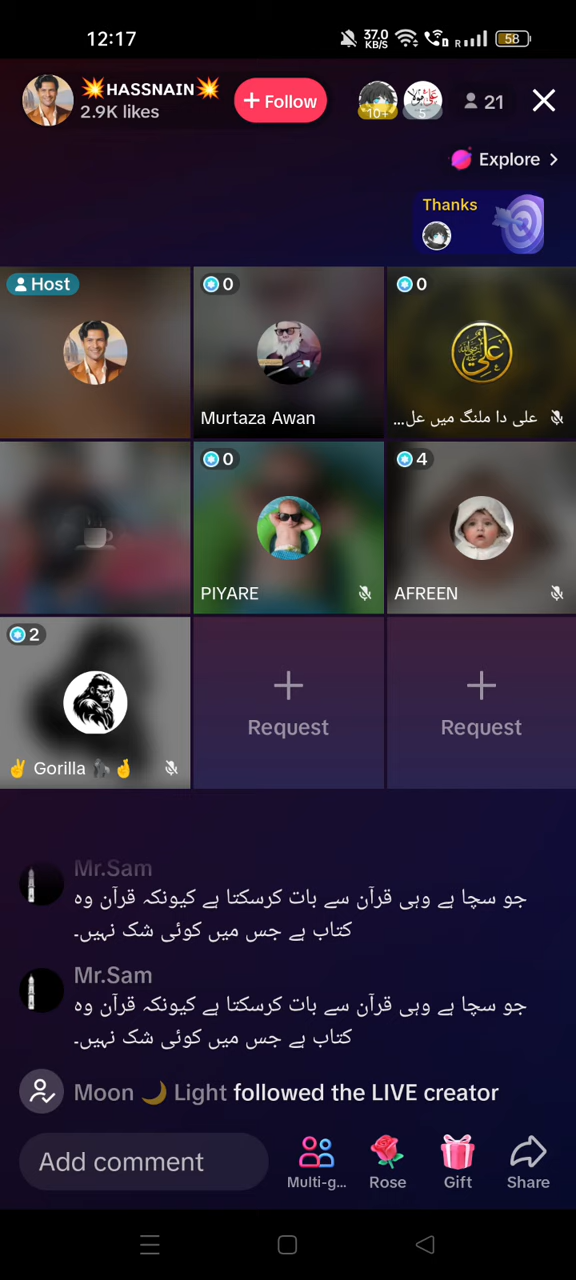 12:17
37.0
KB/S
R
58
💥HASSNAIN💥
2.9K likes
+ Follow
10+
5
21
Explore >
Thanks
Host
0
0
Murtaza Awan
علی دا ملنگ میں عل...
0
4
PIYARE
AFREEN
2
✌️ Gorilla 🦍🤞
Request
Request
Mr.Sam
جو سچا ہے وہی قرآن سے بات کرسکتا ہے کیونکہ قرآن وہ
کتاب ہے جس میں کوئی شک نہیں۔
Mr.Sam
جو سچا ہے وہی قرآن سے بات کرسکتا ہے کیونکہ قرآن وہ
کتاب ہے جس میں کوئی شک نہیں۔
Moon 🌙 Light followed the LIVE creator
Add comment
Multi-g...
Rose
Gift
Share